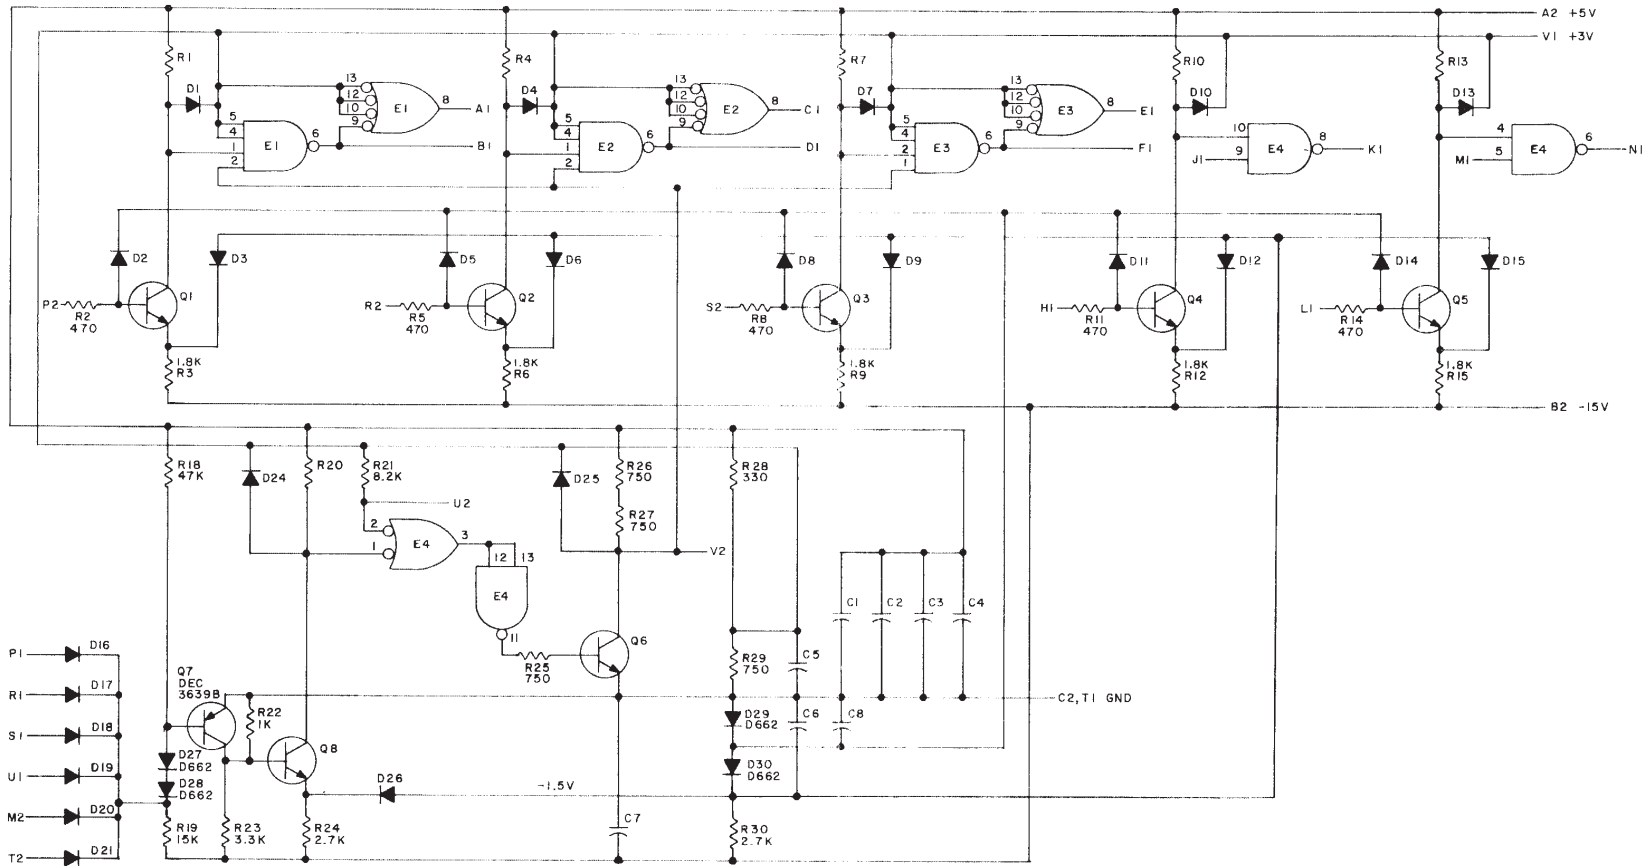 A2 +5V
V1 +3V
R1
R4
R7
R10
R13
D1
13
12
10
9
E1
8
A1
D4
13
12
10
9
E2
8
C1
D7
13
12
10
9
E3
8
E1
D10
D13
5
4
1
2
E1
6
B1
5
4
1
2
E2
6
D1
5
4
2
1
E3
6
F1
10
9
J1
E4
8
K1
4
5
M1
E4
6
N1
D2
D3
D5
D6
D8
D9
D11
D12
D14
D15
P2
R2
470
Q1
R2
R5
470
Q2
S2
R8
470
Q3
H1
R11
470
Q4
L1
R14
470
Q5
1.8K
R3
1.8K
R6
1.8K
R9
1.8K
R12
1.8K
R15
B2 -15V
R18
47K
D24
R20
R21
8.2K
D25
R26
750
R28
330
U2
R27
750
2
1
E4
3
12
13
V2
E4
11
C1
C2
C3
C4
P1
D16
R25
750
Q6
R29
750
C5
Q7
DEC
3639B
R1
D17
R22
1K
C2,T1 GND
S1
D18
D29
D662
C6
C8
Q8
D27
D662
U1
D19
D28
D662
D26
-1.5V
D30
D662
M2
D20
R19
15K
R23
3.3K
R24
2.7K
C7
R30
2.7K
T2
D21